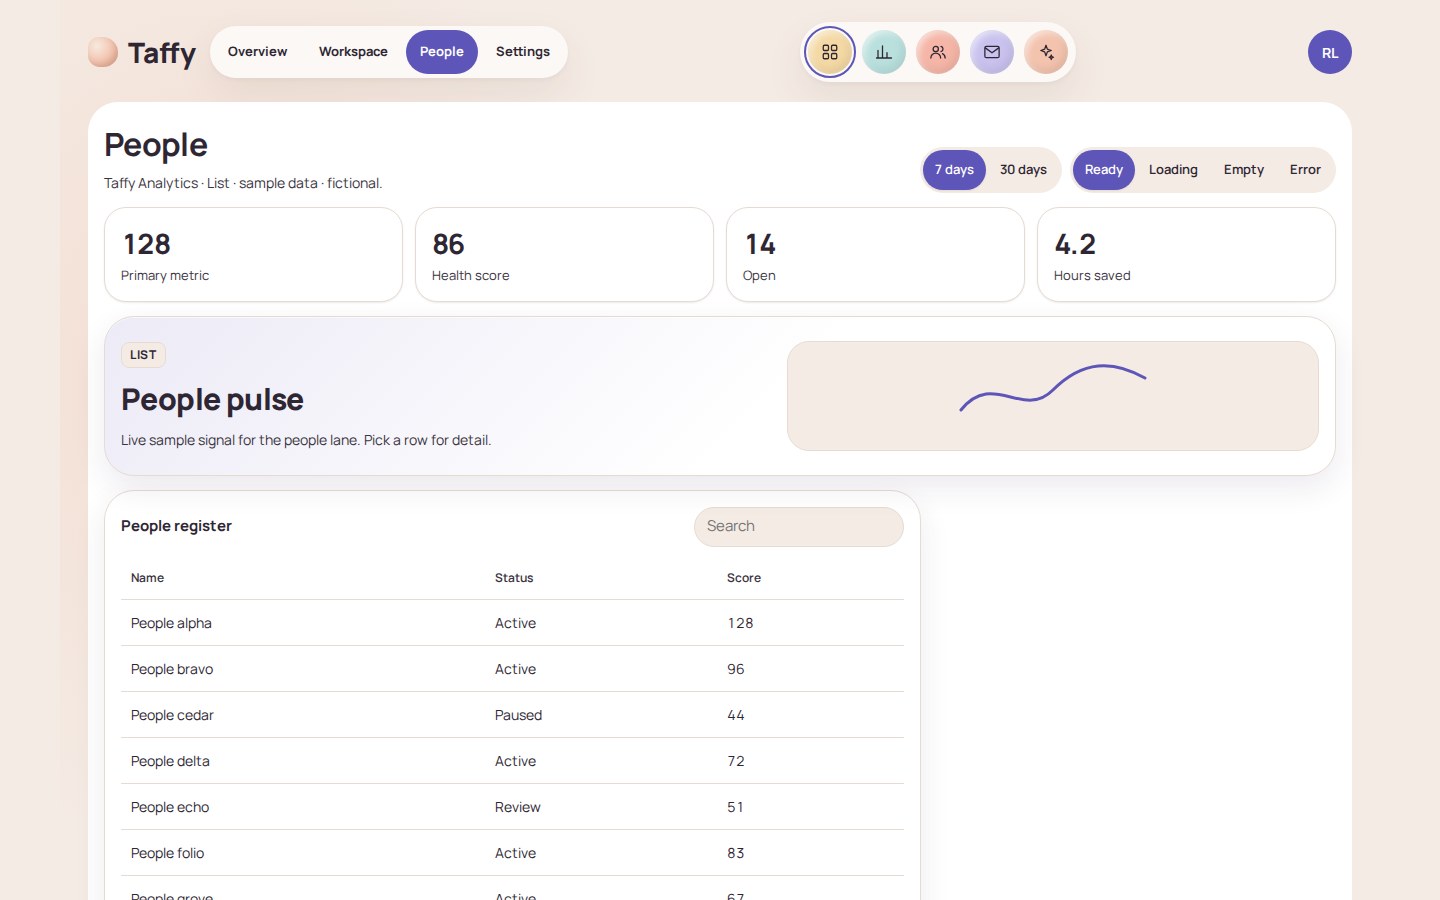 Taffy
Overview Workspace People Settings
RL
People
Taffy Analytics · List · sample data · fictional.
7 days 30 days Ready Loading Empty Error
128 86 14 4.2
Primary metric Health score Open Hours saved
LIST
People pulse
Live sample signal for the people lane. Pick a row for detail.
People register Search
Name Status Score
People alpha Active 128
People bravo Active 96
People cedar Paused 44
People delta Active 72
People echo Review 51
People folio Active 83
People grove Active 67